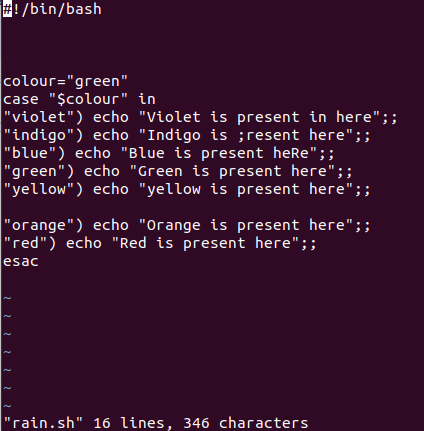 #!/bin/bash
colour="green"
case "$colour" in
"violet") echo "Violet is present in here";;
"indigo") echo "Indigo is ;resent here";;
"blue") echo "Blue is present heRe";;
"green") echo "Green is present here";;
"yellow") echo "yellow is present here";;
"orange") echo "Orange is present here";;
"red") echo "Red is present here";;
esac
~
~
~
~
~
~
~
"rain.sh" 16 lines, 346 characters